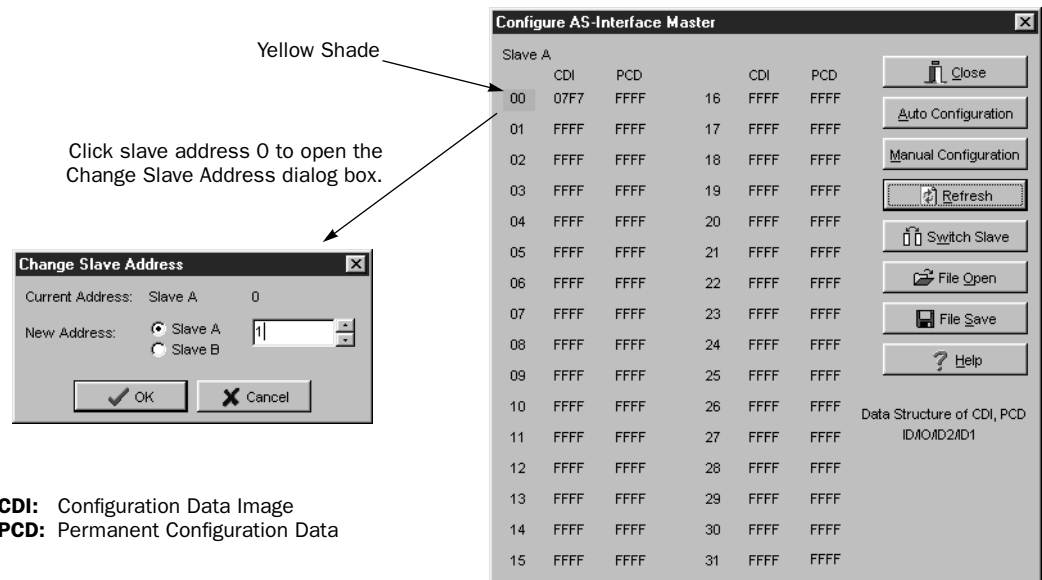 Configure AS-Interface Master
Yellow Shade
Slave A
CDI PCD CDI PCD
Close
00 07F7 FFFF 16 FFFF FFFF
Auto Configuration
01 FFFF FFFF 17 FFFF FFFF
Click slave address 0 to open the
Change Slave Address dialog box.
02 FFFF FFFF 18 FFFF FFFF
Manual Configuration
03 FFFF FFFF 19 FFFF FFFF
Refresh
04 FFFF FFFF 20 FFFF FFFF
Switch Slave
05 FFFF FFFF 21 FFFF FFFF
Change Slave Address
06 FFFF FFFF 22 FFFF FFFF
File Open
Current Address: Slave A 0
07 FFFF FFFF 23 FFFF FFFF
File Save
New Address: Slave A 1
Slave B
08 FFFF FFFF 24 FFFF FFFF
Help
09 FFFF FFFF 25 FFFF FFFF
OK Cancel
10 FFFF FFFF 26 FFFF FFFF
Data Structure of CDI, PCD
ID/IO/ID2/ID1
11 FFFF FFFF 27 FFFF FFFF
12 FFFF FFFF 28 FFFF FFFF
13 FFFF FFFF 29 FFFF FFFF
CDI: Configuration Data Image
PCD: Permanent Configuration Data
14 FFFF FFFF 30 FFFF FFFF
15 FFFF FFFF 31 FFFF FFFF